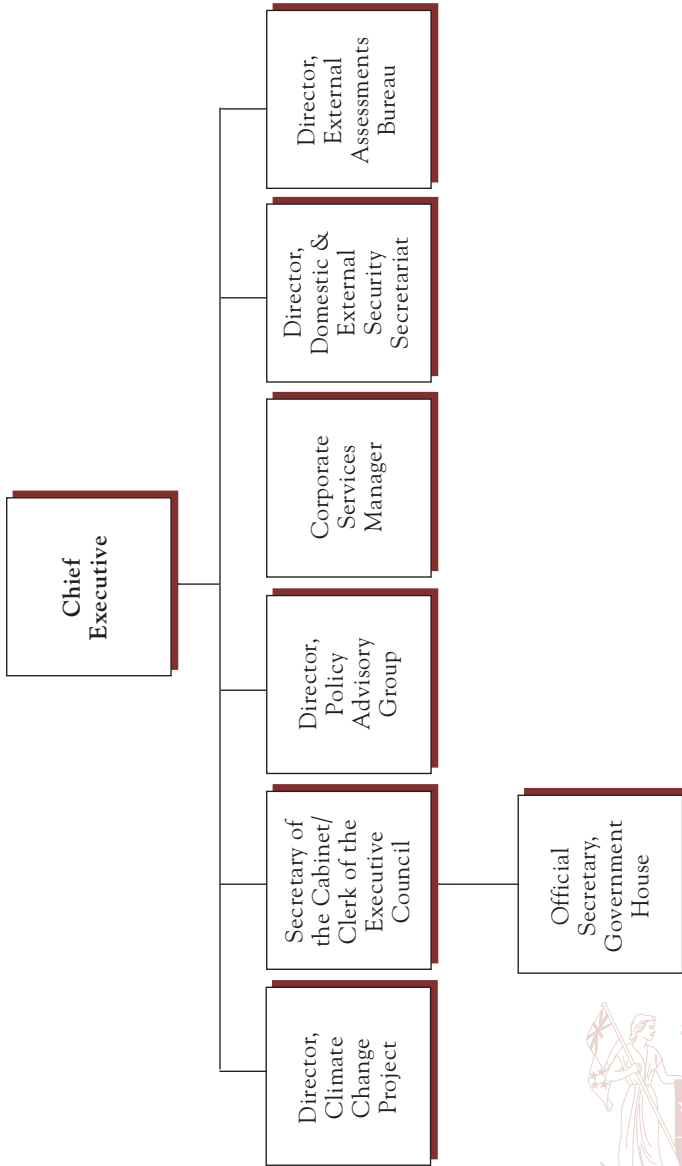 Chief
Executive
Director,
Climate
Change
Project
Secretary of
the Cabinet/
Clerk of the
Executive
Council
Director,
Policy
Advisory
Group
Corporate
Services
Manager
Director,
Domestic &
External
Security
Secretariat
Director,
External
Assessments
Bureau
Official
Secretary,
Government
House